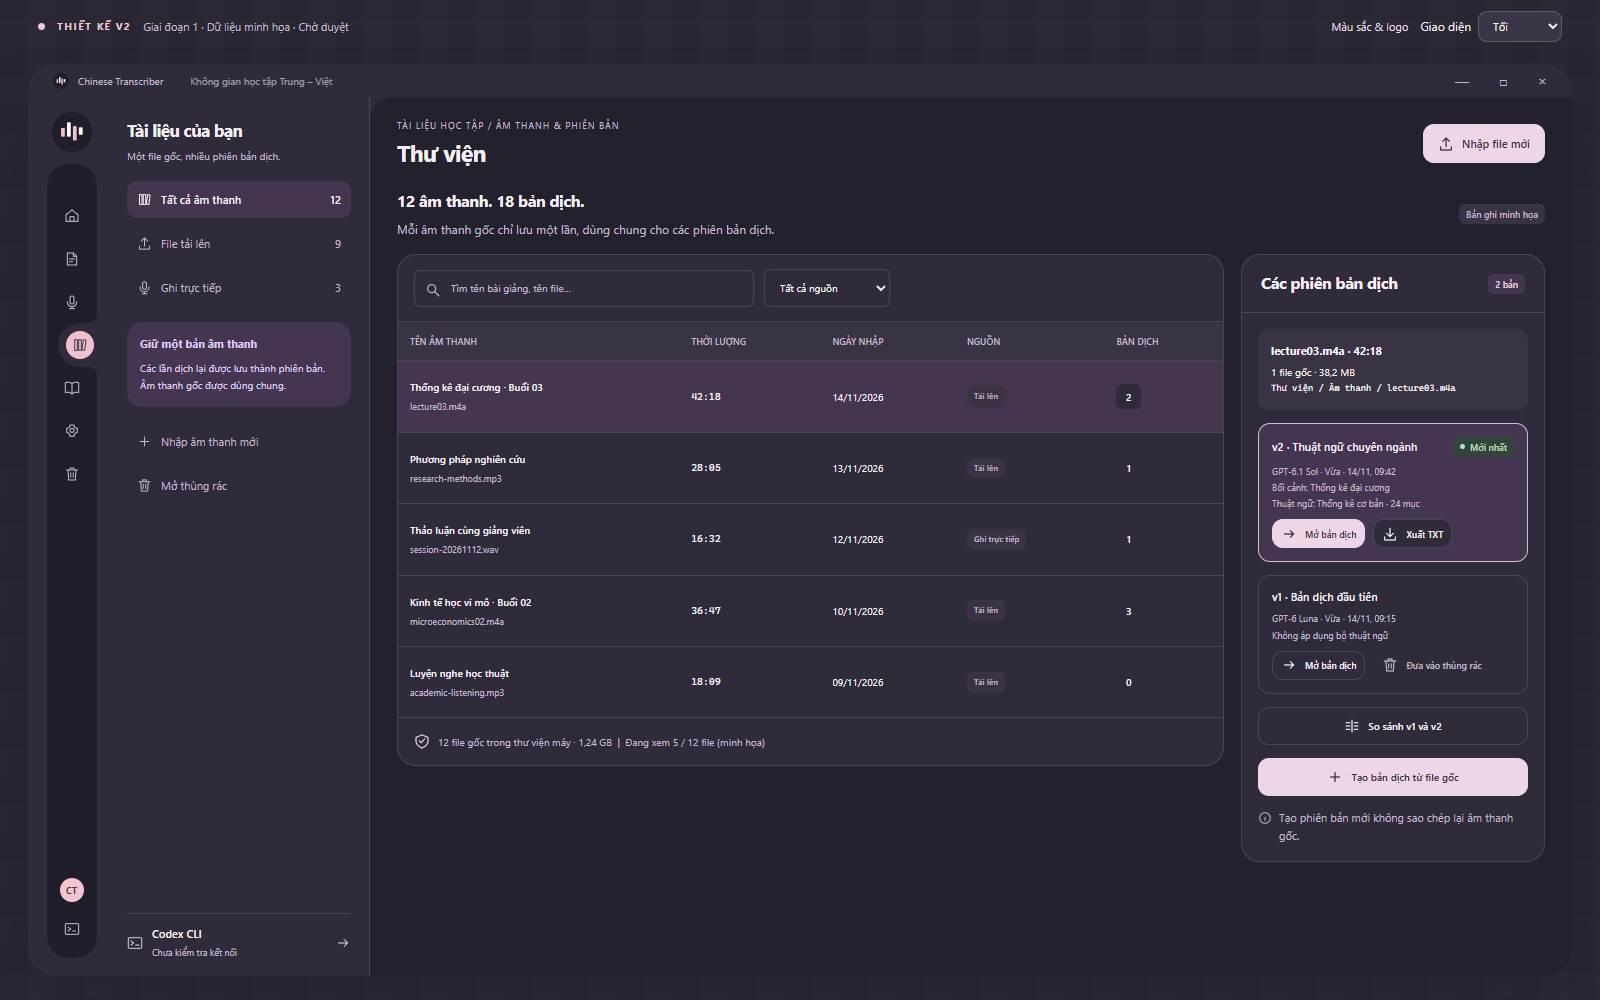 THIẾT KẾ V2 Giai đoạn 1 · Dữ liệu minh họa · Chờ duyệt
Màu sắc & logo Giao diện Tối
Chinese Transcriber Không gian học tập Trung – Việt
Tài liệu của bạn
Một file gốc, nhiều phiên bản dịch.
Tất cả âm thanh 12
File tải lên 9
Ghi trực tiếp 3
Giữ một bản âm thanh
Các lần dịch lại được lưu thành phiên bản.
Âm thanh gốc được dùng chung.
Nhập âm thanh mới
Mở thùng rác
CT
Codex CLI
Chưa kiểm tra kết nối
TÀI LIỆU HỌC TẬP / ÂM THANH & PHIÊN BẢN
Thư viện
Nhập file mới
12 âm thanh. 18 bản dịch.
Mỗi âm thanh gốc chỉ lưu một lần, dùng chung cho các phiên bản dịch.
Bản ghi minh họa
Tìm tên bài giảng, tên file...
Tất cả nguồn
TÊN ÂM THANH THỜI LƯỢNG NGÀY NHẬP NGUỒN BẢN DỊCH
Thống kê đại cương · Buổi 03
lecture03.m4a
42:18 14/11/2026 Tải lên 2
Phương pháp nghiên cứu
research-methods.mp3
28:05 13/11/2026 Tải lên 1
Thảo luận cùng giảng viên
session-20261112.wav
16:32 12/11/2026 Ghi trực tiếp 1
Kinh tế học vi mô · Buổi 02
microeconomics02.m4a
36:47 10/11/2026 Tải lên 3
Luyện nghe học thuật
academic-listening.mp3
18:09 09/11/2026 Tải lên 0
12 file gốc trong thư viện máy · 1,24 GB | Đang xem 5 / 12 file (minh họa)
Các phiên bản dịch 2 bản
lecture03.m4a · 42:18
1 file gốc · 38,2 MB
Thư viện / Âm thanh / lecture03.m4a
v2 · Thuật ngữ chuyên ngành Mới nhất
GPT-6.1 Sol · Vừa · 14/11, 09:42
Bối cảnh: Thống kê đại cương
Thuật ngữ: Thống kê cơ bản · 24 mục
Mở bản dịch Xuất TXT
v1 · Bản dịch đầu tiên
GPT-6 Luna · Vừa · 14/11, 09:15
Không áp dụng bộ thuật ngữ
Mở bản dịch Đưa vào thùng rác
So sánh v1 và v2
Tạo bản dịch từ file gốc
Tạo phiên bản mới không sao chép lại âm thanh
gốc.